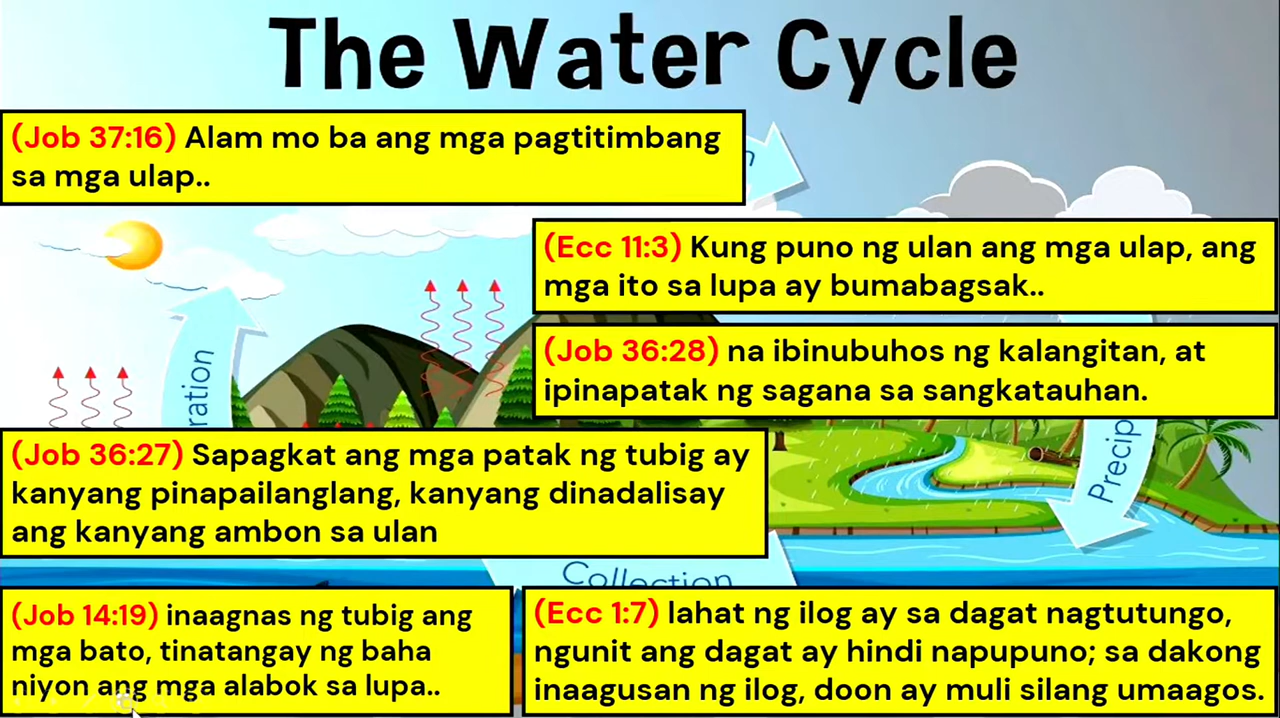 The Water Cycle
(Job 37:16) Alam mo ba ang mga pagtitimbang
sa mga ulap..
(Ecc 11:3) Kung puno ng ulan ang mga ulap, ang
mga ito sa lupa ay bumabagsak..
(Job 36:28) na ibinubuhos ng kalangitan, at
ipinapatak ng sagana sa sangkatauhan.
(Job 36:27) Sapagkat ang mga patak ng tubig ay
kanyang pinapailanglang, kanyang dinadalisay
ang kanyang ambon sa ulan
Collection
(Job 14:19) inaagnas ng tubig ang
mga bato, tinatangay ng baha
niyon ang mga alabok sa lupa..
(Ecc 1:7) lahat ng ilog ay sa dagat nagtutungo,
ngunit ang dagat ay hindi napupuno; sa dakong
inaagusan ng ilog, doon ay muli silang umaagos.